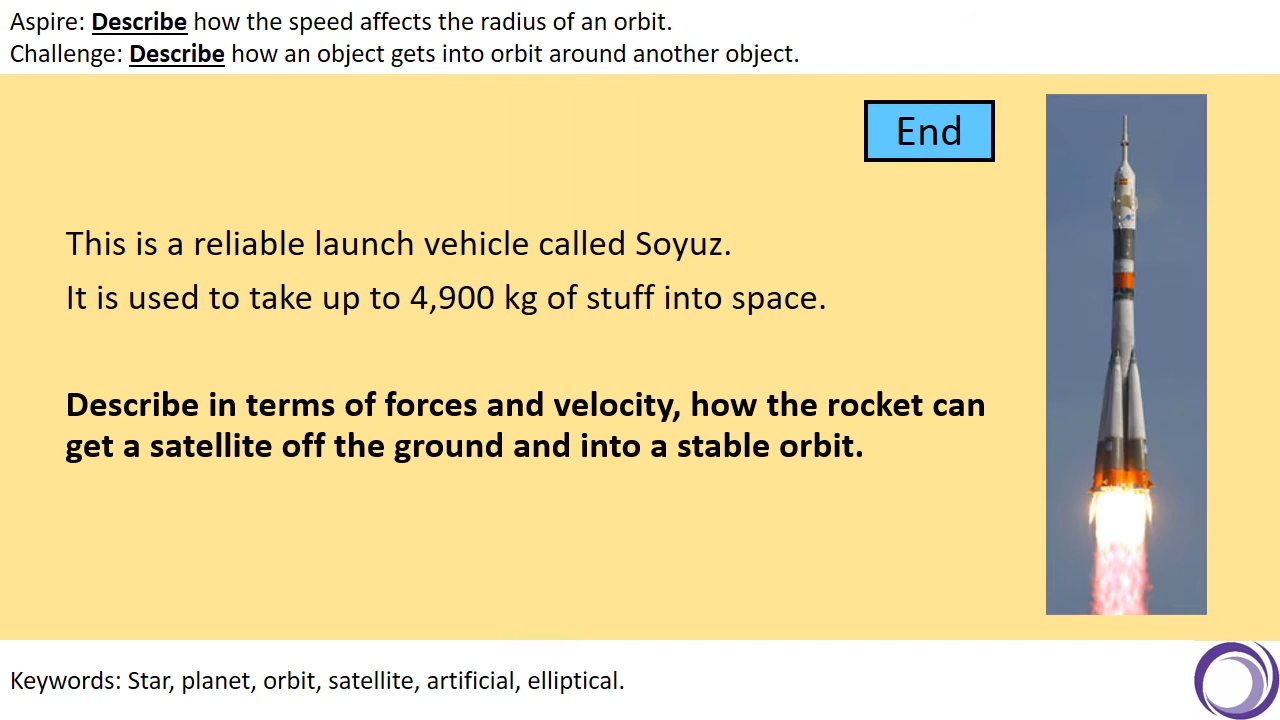 Aspire: Describe how the speed affects the radius of an orbit.
Challenge: Describe how an object gets into orbit around another object.
End
This is a reliable launch vehicle called Soyuz.
It is used to take up to 4,900 kg of stuff into space.
Describe in terms of forces and velocity, how the rocket can
get a satellite off the ground and into a stable orbit.
Keywords: Star, planet, orbit, satellite, artificial, elliptical.